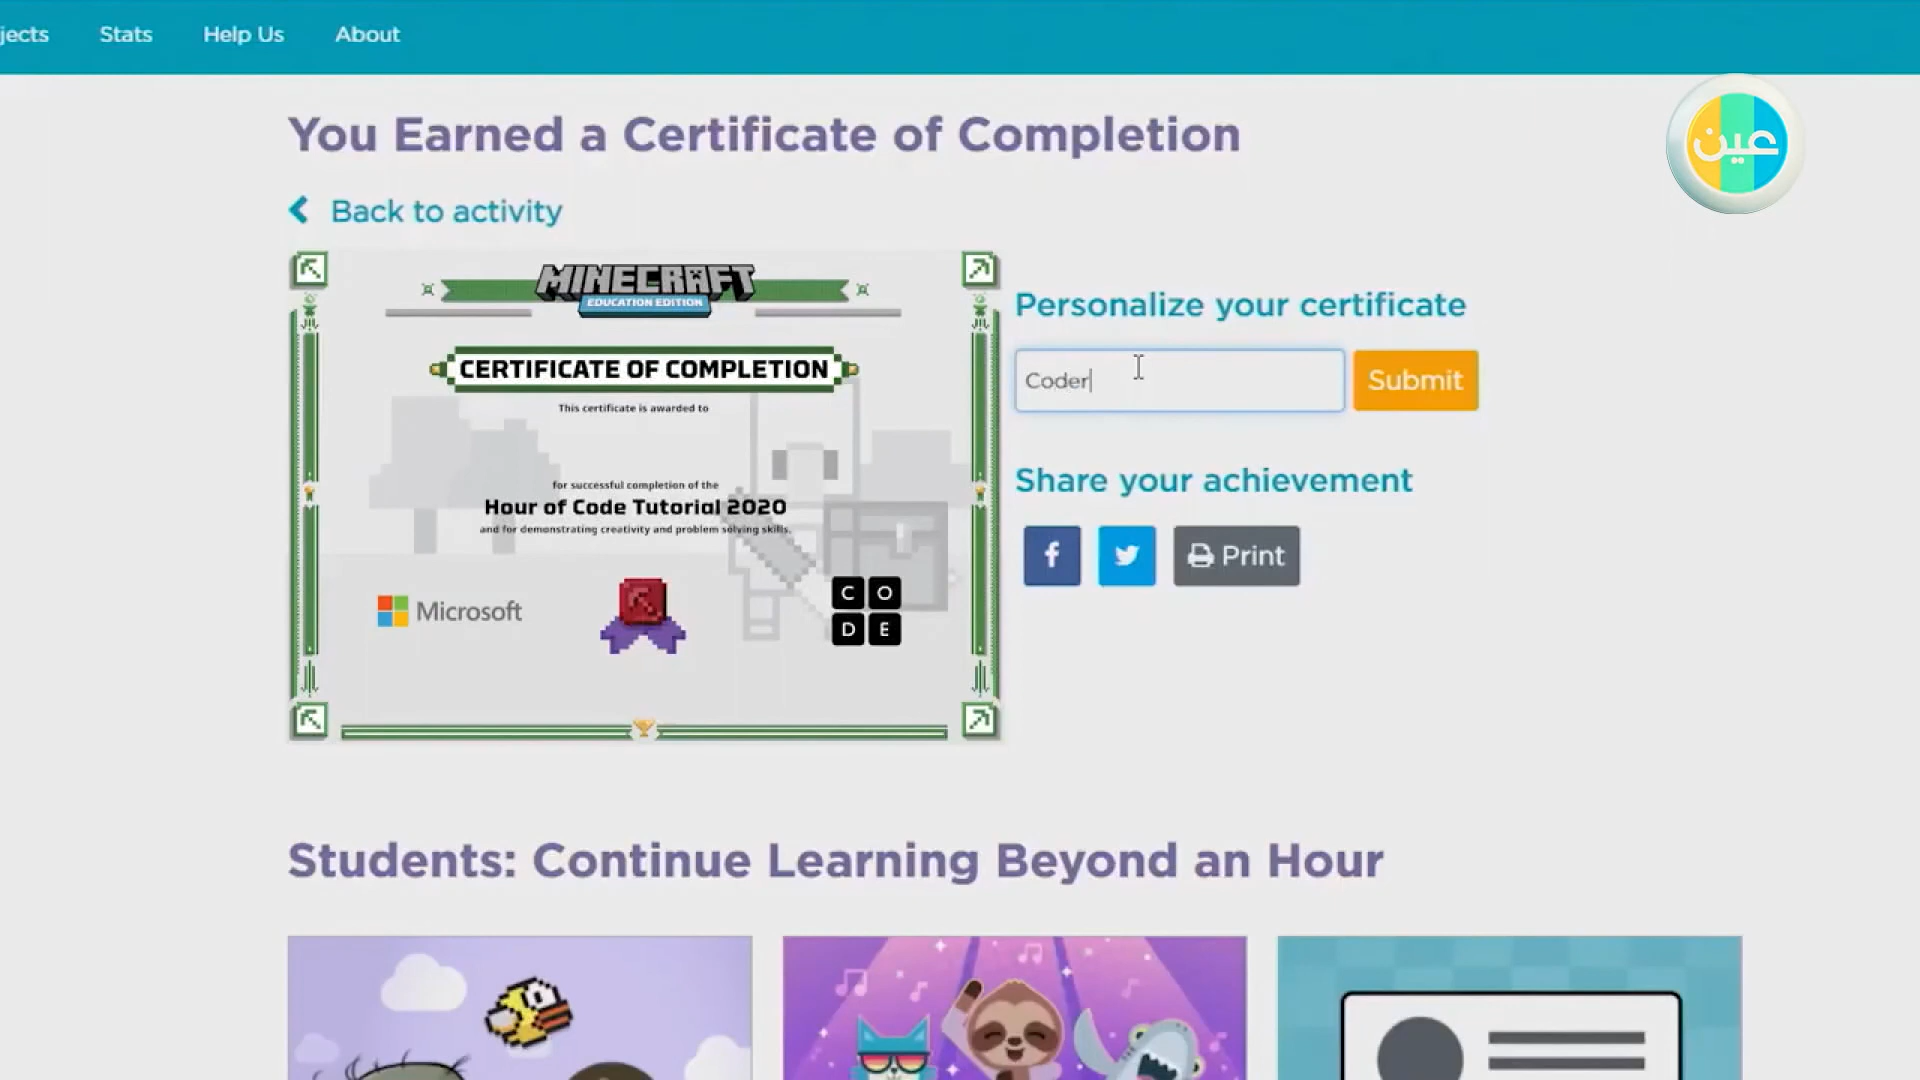 jects Stats Help Us About
You Earned a Certificate of Completion
عين
Back to activity
MINECRAFT
EDUCATION EDITION
CERTIFICATE OF COMPLETION
This certificate is awarded to
for successful completion of the
Hour of Code Tutorial 2020
and for demonstrating creativity and problem solving skills.
Microsoft
C O
D E
Personalize your certificate
Coder
Submit
Share your achievement
f
Print
Students: Continue Learning Beyond an Hour